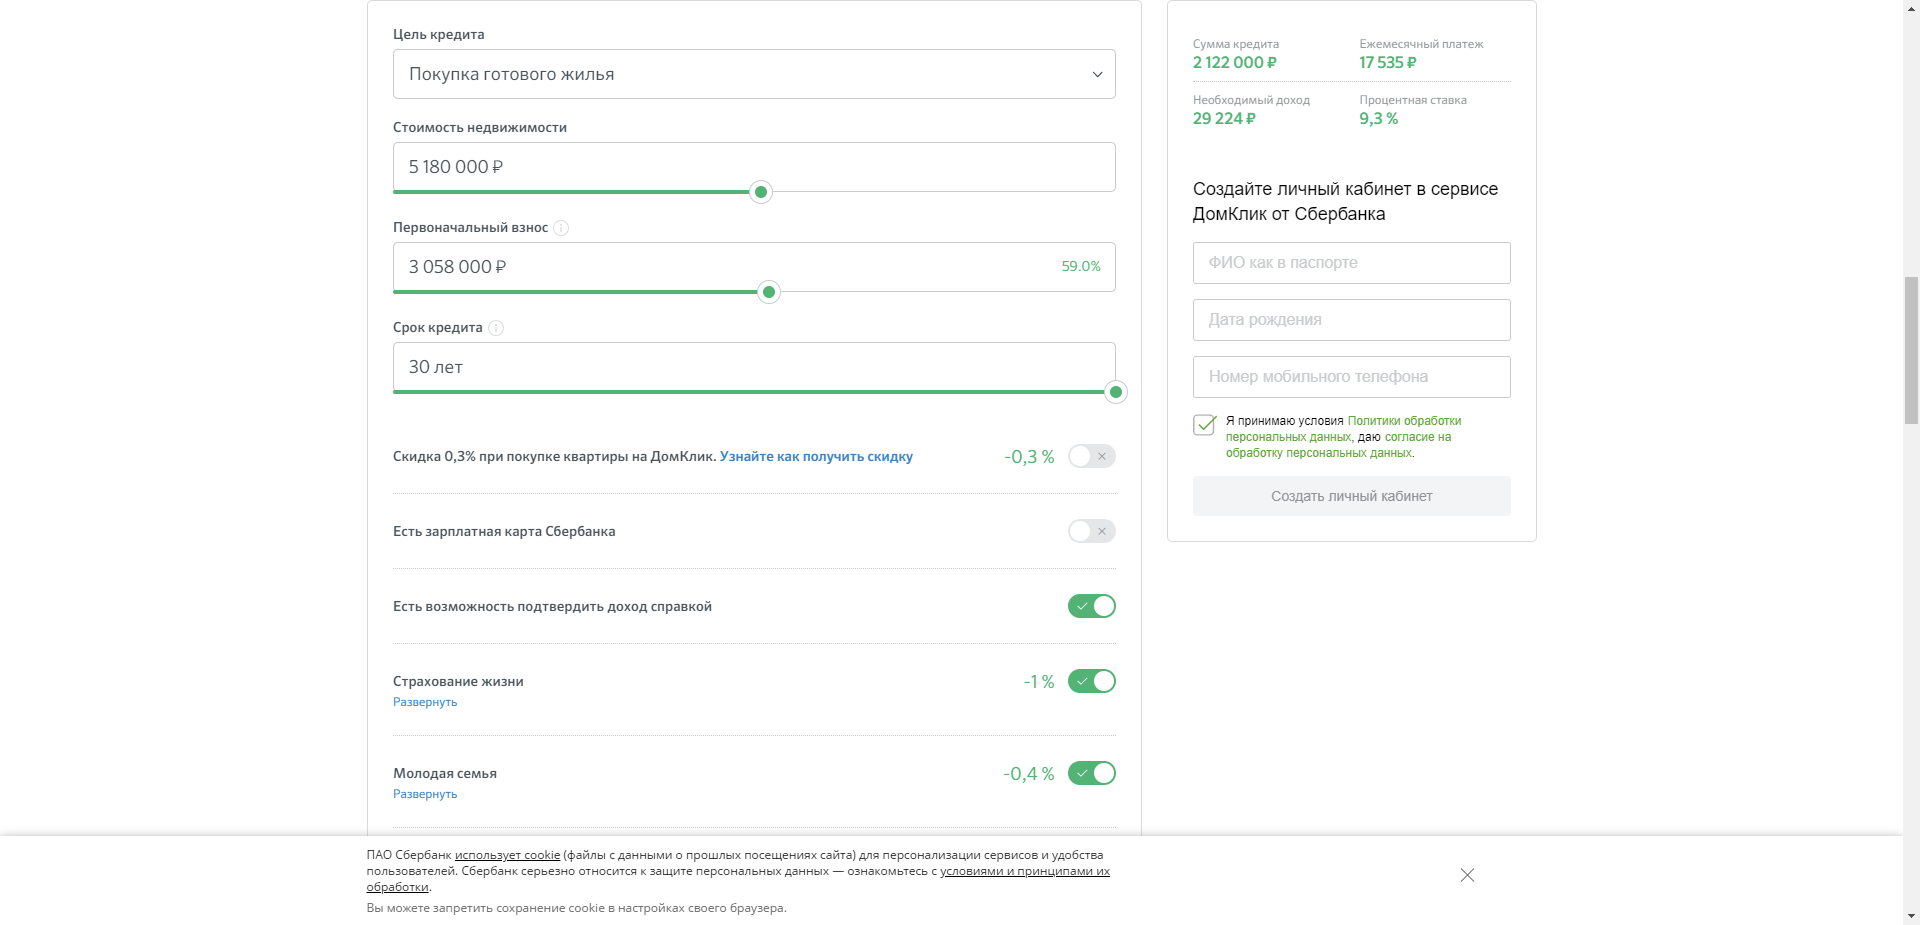 Цель кредита
Покупка готового жилья
Стоимость недвижимости
5 180 000 ₽
Первоначальный взнос
3 058 000 ₽
59.0%
Срок кредита
30 лет
Скидка 0,3% при покупке квартиры на ДомКлик. Узнайте как получить скидку
-0,3 %
Есть зарплатная карта Сбербанка
Есть возможность подтвердить доход справкой
Страхование жизни
-1 %
Развернуть
Молодая семья
-0,4 %
Развернуть
Сумма кредита
2 122 000 ₽
Ежемесячный платеж
17 535 ₽
Необходимый доход
29 224 ₽
Процентная ставка
9,3 %
Создайте личный кабинет в сервисе
ДомКлик от Сбербанка
ФИО как в паспорте
Дата рождения
Номер мобильного телефона
Я принимаю условия Политики обработки
персональных данных, даю согласие на
обработку персональных данных.
Создать личный кабинет
ПАО Сбербанк использует cookie (файлы с данными о прошлых посещениях сайта) для персонализации сервисов и удобства
пользователей. Сбербанк серьезно относится к защите персональных данных — ознакомьтесь с условиями и принципами их
обработки.
Вы можете запретить сохранение cookie в настройках своего браузера.